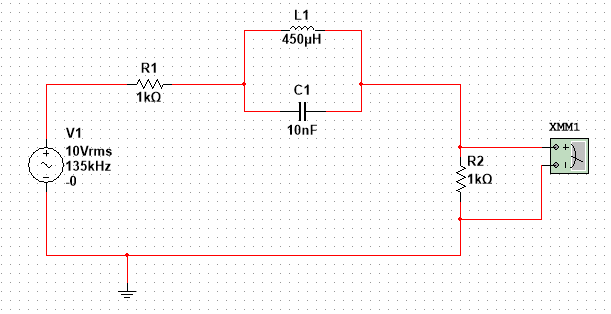 L1
450µH
R1
1kΩ
C1
10nF
V1
10Vrms
135kHz
-0
XMM1
R2
1kΩ